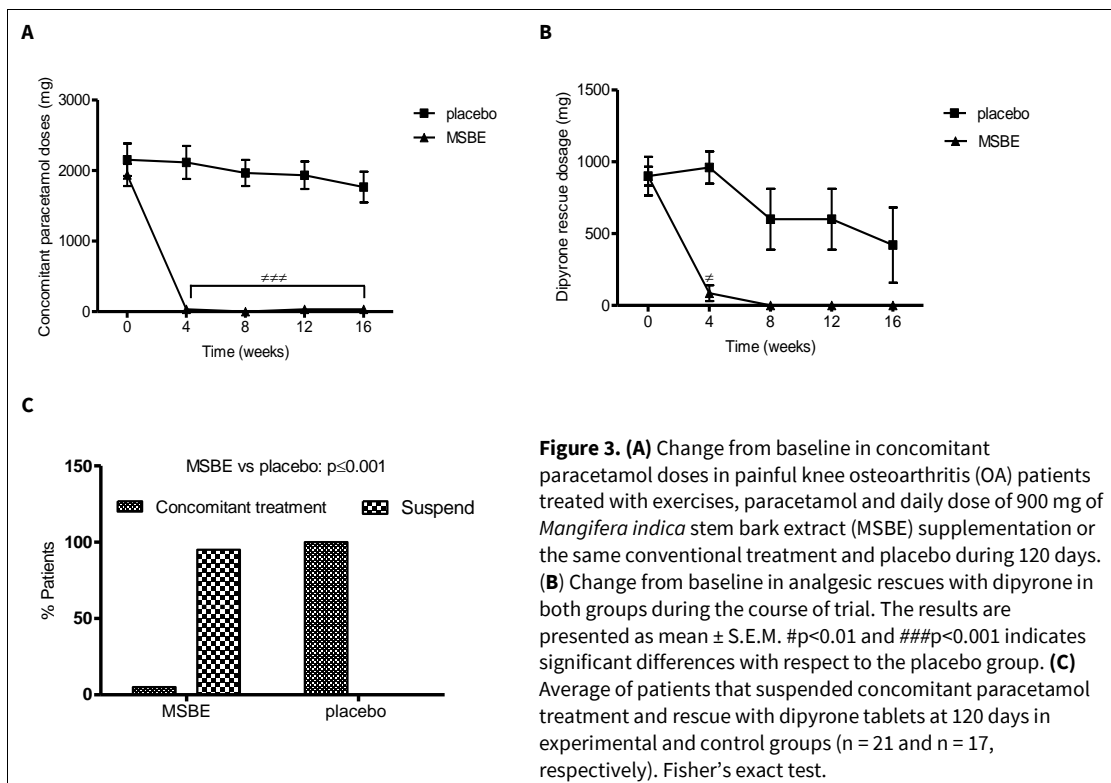 A
Concomitant paracetamol doses (mg)
3000
2000
1000
0
≠≠≠
0 4 8 12 16
Time (weeks)
placebo
MSBE
B
Dipyrone rescue dosage (mg)
1500
1000
500
0
≠
0 4 8 12 16
Time (weeks)
placebo
MSBE
C
% Patients
150
100
50
0
MSBE vs placebo: p≤0.001
Concomitant treatment Suspend
MSBE placebo
Figure 3. (A) Change from baseline in concomitant
paracetamol doses in painful knee osteoarthritis (OA) patients
treated with exercises, paracetamol and daily dose of 900 mg of
Mangifera indica stem bark extract (MSBE) supplementation or
the same conventional treatment and placebo during 120 days.
(B) Change from baseline in analgesic rescues with dipyrone in
both groups during the course of trial. The results are
presented as mean ± S.E.M. #p<0.01 and ###p<0.001 indicates
significant differences with respect to the placebo group. (C)
Average of patients that suspended concomitant paracetamol
treatment and rescue with dipyrone tablets at 120 days in
experimental and control groups (n = 21 and n = 17,
respectively). Fisher's exact test.